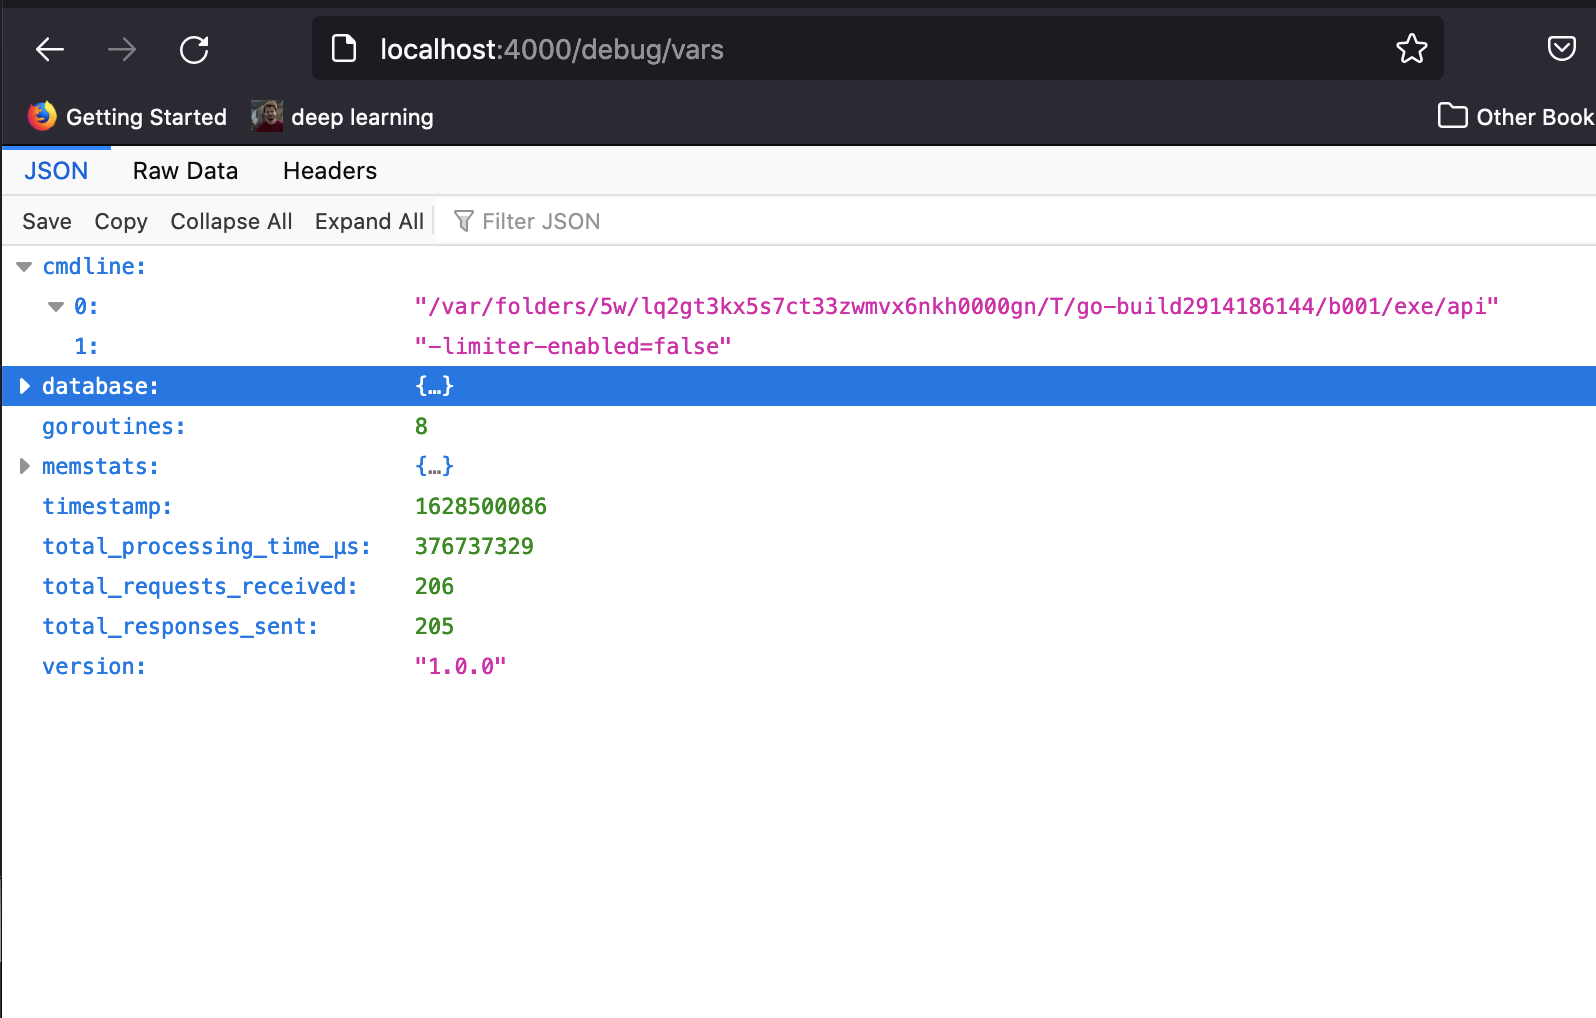 localhost:4000/debug/vars
Getting Started deep learning Other Book
JSON Raw Data Headers
Save Copy Collapse All Expand All Filter JSON
cmdline:
0: "/var/folders/5w/lq2gt3kx5s7ct33zwmvx6nkh0000gn/T/go-build2914186144/b001/exe/api"
1: "-limiter-enabled=false"
database: {…}
goroutines: 8
memstats: {…}
timestamp: 1628500086
total_processing_time_μs: 376737329
total_requests_received: 206
total_responses_sent: 205
version: "1.0.0"